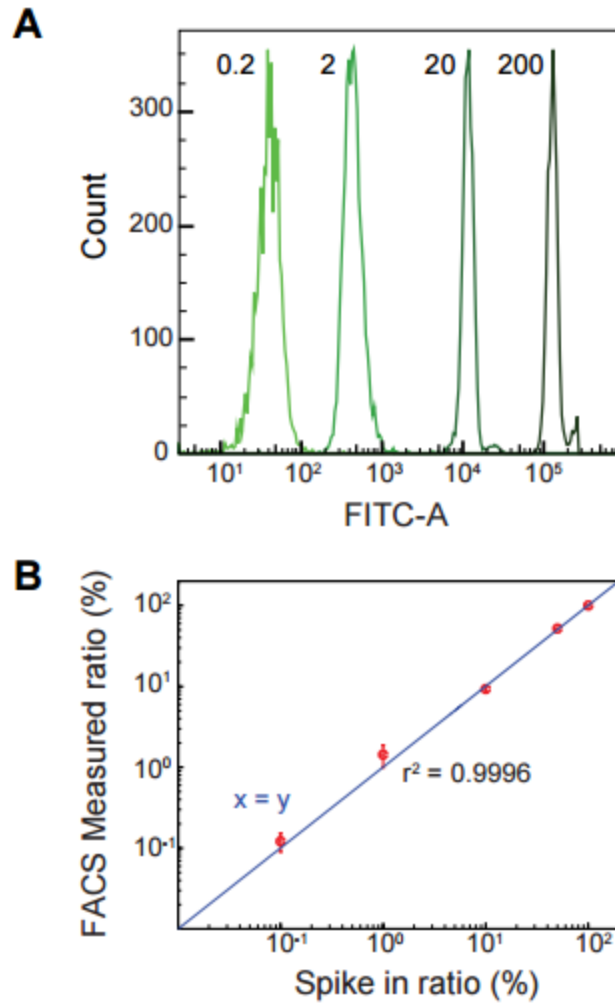 A
0.2 2 20 200
300
200
100
0
Count
10¹ 10² 10³ 10⁴ 10⁵
FITC-A
B
10²
10¹
10⁰
10⁻¹
FACS Measured ratio (%)
x = y
r² = 0.9996
10⁻¹ 10⁰ 10¹ 10²
Spike in ratio (%)